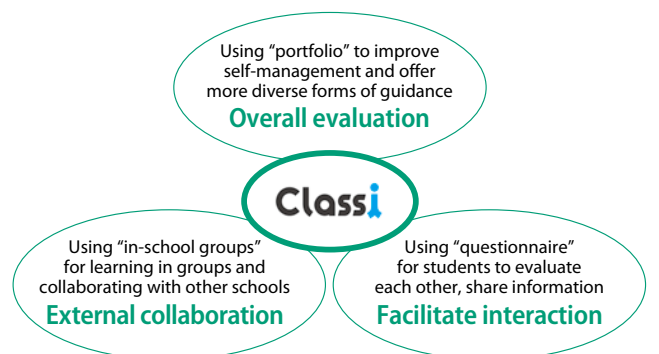 Using “portfolio” to improve
self-management and offer
more diverse forms of guidance
Overall evaluation
Classi
Using “in-school groups”
for learning in groups and
collaborating with other schools
External collaboration
Using “questionnaire”
for students to evaluate
each other, share information
Facilitate interaction